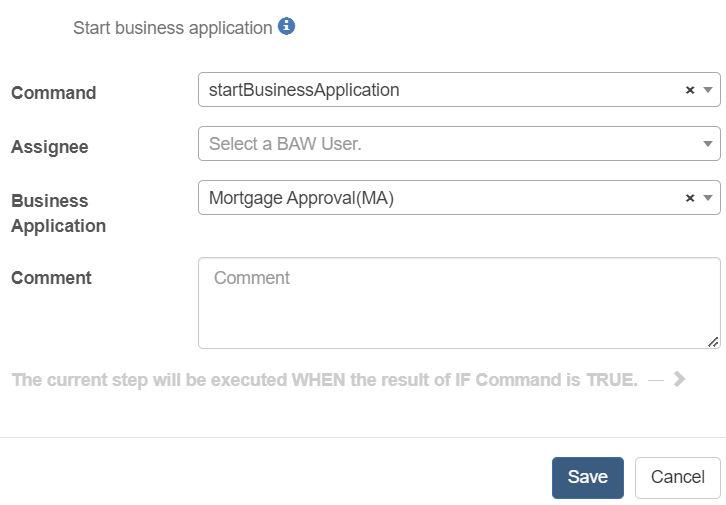 Start business application
Command
startBusinessApplication
Assignee
Select a BAW User.
Business
Application
Mortgage Approval(MA)
Comment
Comment
The current step will be executed WHEN the result of IF Command is TRUE.
Save
Cancel